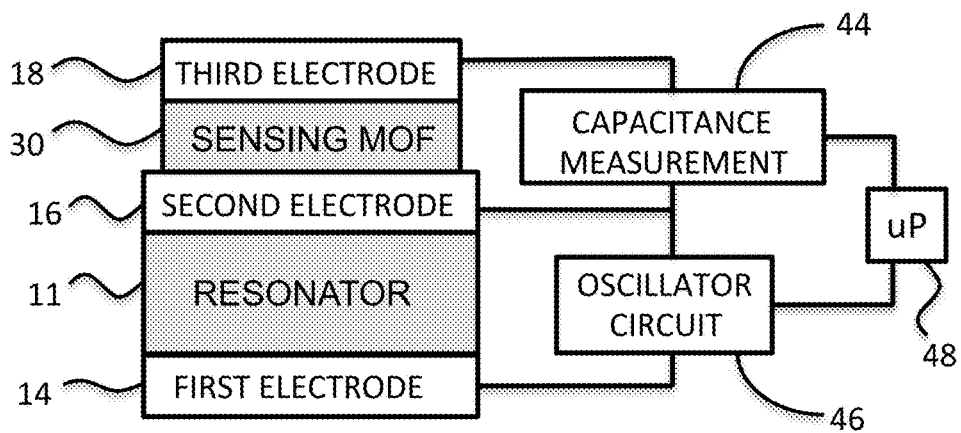 18
THIRD ELECTRODE
44
30
SENSING MOF
CAPACITANCE
MEASUREMENT
16
SECOND ELECTRODE
uP
11
RESONATOR
OSCILLATOR
CIRCUIT
48
14
FIRST ELECTRODE
46